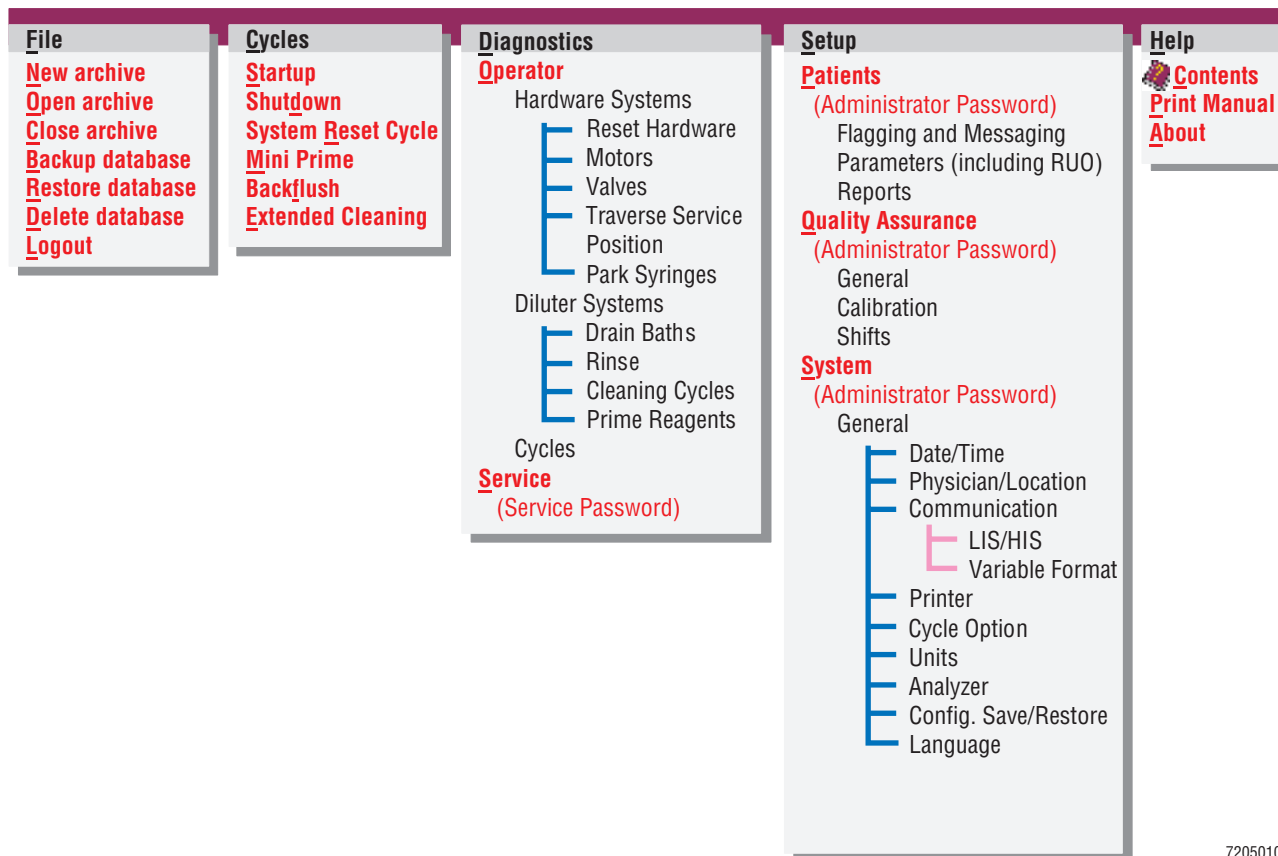 File
New archive
Open archive
Close archive
Backup database
Restore database
Delete database
Logout
Cycles
Startup
Shutdown
System Reset Cycle
Mini Prime
Backflush
Extended Cleaning
Diagnostics
Operator
Hardware Systems
Reset Hardware
Motors
Valves
Traverse Service
Position
Park Syringes
Diluter Systems
Drain Baths
Rinse
Cleaning Cycles
Prime Reagents
Cycles
Service
(Service Password)
Setup
Patients
(Administrator Password)
Flagging and Messaging
Parameters (including RUO)
Reports
Quality Assurance
(Administrator Password)
General
Calibration
Shifts
System
(Administrator Password)
General
Date/Time
Physician/Location
Communication
LIS/HIS
Variable Format
Printer
Cycle Option
Units
Analyzer
Config. Save/Restore
Language
Help
?
Contents
Print Manual
About
7205010